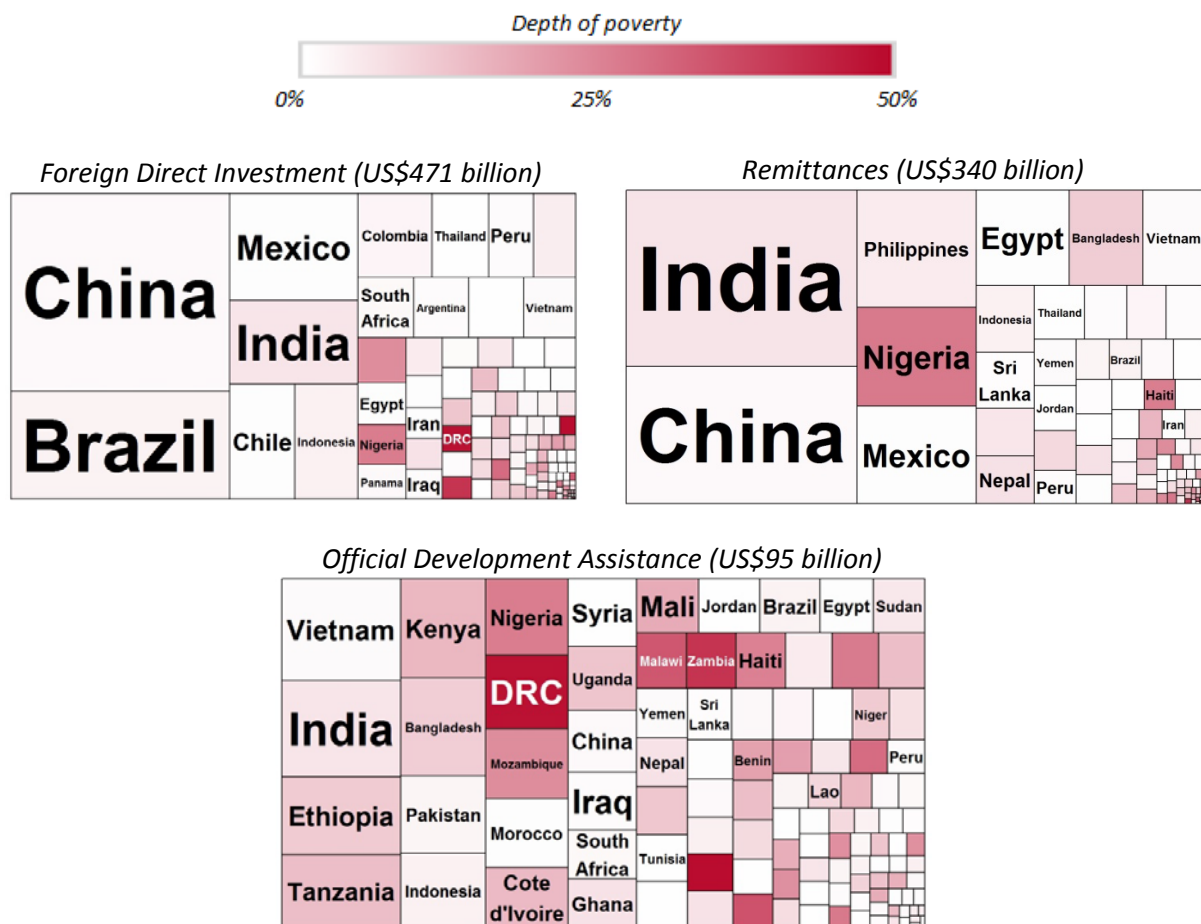 Depth of poverty
0% 25% 50%
Foreign Direct Investment (US$471 billion)
China
Brazil
Mexico
India
Chile
Indonesia
Colombia
Thailand
Peru
South
Africa
Argentina
Vietnam
Egypt
Nigeria
Panama
Iran
Iraq
DRC
Remittances (US$340 billion)
India
China
Philippines
Nigeria
Mexico
Egypt
Bangladesh
Vietnam
Indonesia
Thailand
Sri
Lanka
Yemen
Brazil
Jordan
Haiti
Iran
Nepal
Peru
Official Development Assistance (US$95 billion)
Vietnam
India
Ethiopia
Tanzania
Kenya
Bangladesh
Pakistan
Indonesia
Nigeria
DRC
Mozambique
Morocco
Cote
d'Ivoire
Syria
Uganda
China
Iraq
South
Africa
Ghana
Mali
Jordan
Brazil
Egypt
Sudan
Malawi
Zambia
Haiti
Yemen
Sri
Lanka
Niger
Nepal
Benin
Peru
Lao
Tunisia